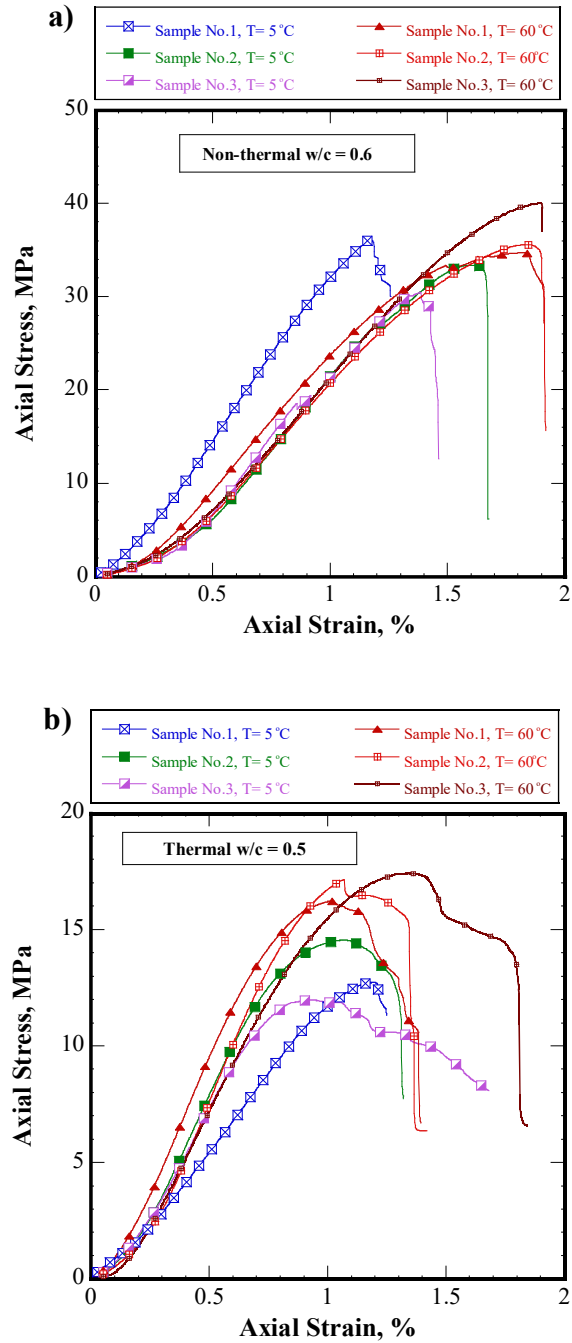 a)
Sample No.1, T= 5°C Sample No.1, T= 60°C
Sample No.2, T= 5°C Sample No.2, T= 60°C
Sample No.3, T= 5°C Sample No.3, T= 60°C
50
Non-thermal w/c = 0.6
40
30
20
10
0
Axial Stress, MPa
0 0.5 1 1.5 2
Axial Strain, %
b)
Sample No.1, T= 5°C Sample No.1, T= 60°C
Sample No.2, T= 5°C Sample No.2, T= 60°C
Sample No.3, T= 5°C Sample No.3, T= 60°C
20
Thermal w/c = 0.5
15
10
5
0
Axial Stress, MPa
0 0.5 1 1.5 2
Axial Strain, %